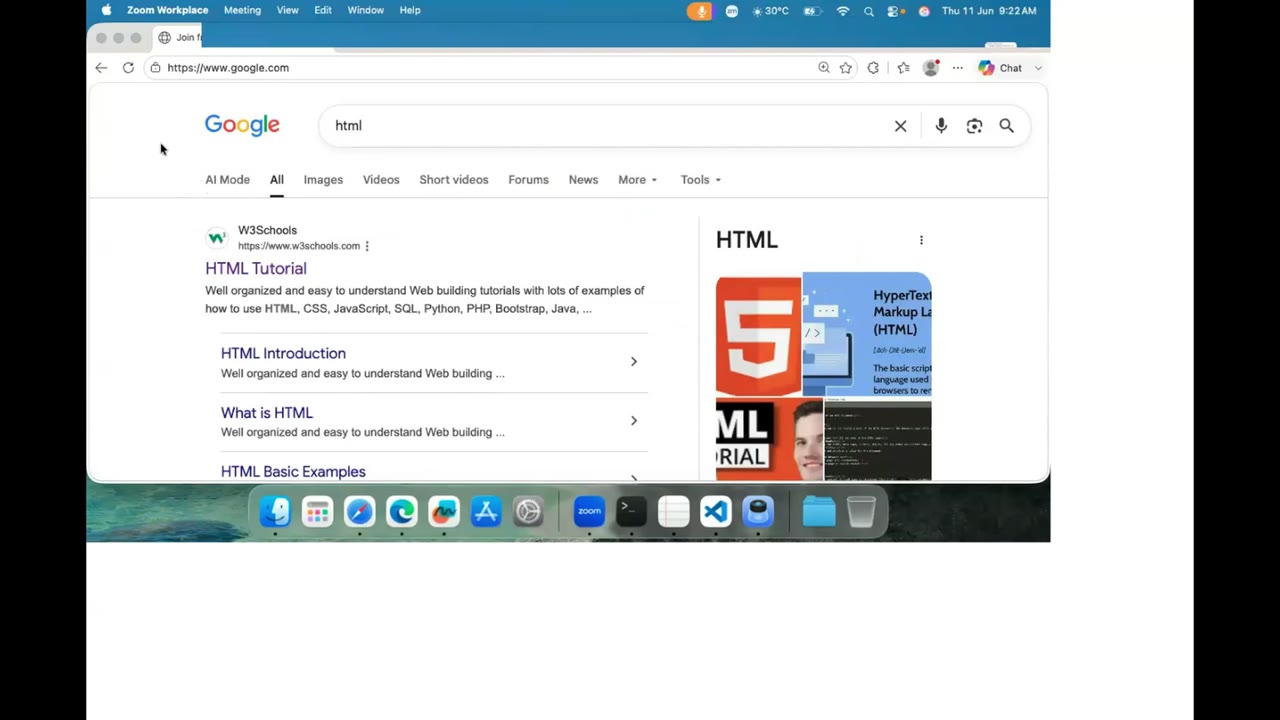 Zoom Workplace Meeting View Edit Window Help 30°C Thu 11 Jun 9:22 AM
Join
https://www.google.com Chat
Google html
AI Mode All Images Videos Short videos Forums News More Tools
W3Schools
https://www.w3schools.com
HTML Tutorial
Well organized and easy to understand Web building tutorials with lots of examples of
how to use HTML, CSS, JavaScript, SQL, Python, PHP, Bootstrap, Java, ...
HTML Introduction
Well organized and easy to understand Web building ...
What is HTML
Well organized and easy to understand Web building ...
HTML Basic Examples
HTML
5
HyperText
Markup La
(HTML)
The basic script
language used
browsers to ren
ML
RIAL
zoom